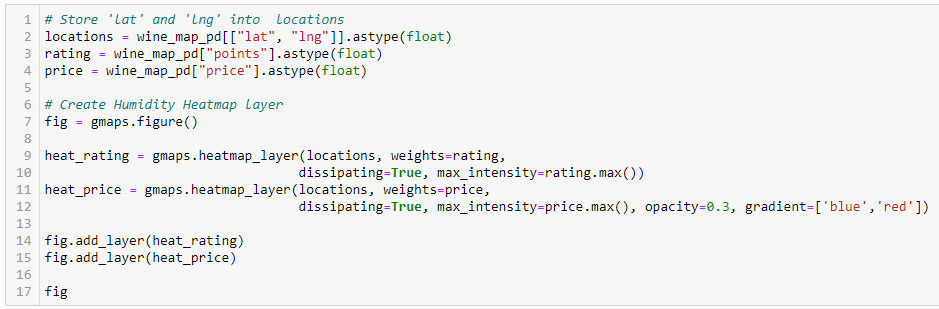 1 # Store 'lat' and 'lng' into  locations
2 locations = wine_map_pd[["lat", "lng"]].astype(float)
3 rating = wine_map_pd["points"].astype(float)
4 price = wine_map_pd["price"].astype(float)
5
6 # Create Humidity Heatmap layer
7 fig = gmaps.figure()
8
9 heat_rating = gmaps.heatmap_layer(locations, weights=rating,
10                                  dissipating=True, max_intensity=rating.max())
11 heat_price = gmaps.heatmap_layer(locations, weights=price,
12                                  dissipating=True, max_intensity=price.max(), opacity=0.3, gradient=['blue','red'])
13
14 fig.add_layer(heat_rating)
15 fig.add_layer(heat_price)
16
17 fig